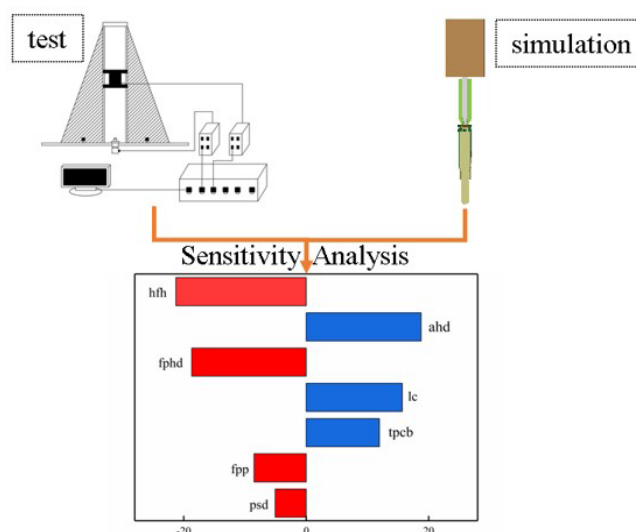 test
simulation
Sensitivity Analysis
hfh
ahd
fphd
lc
tpcb
fpp
psd
-20 0 20